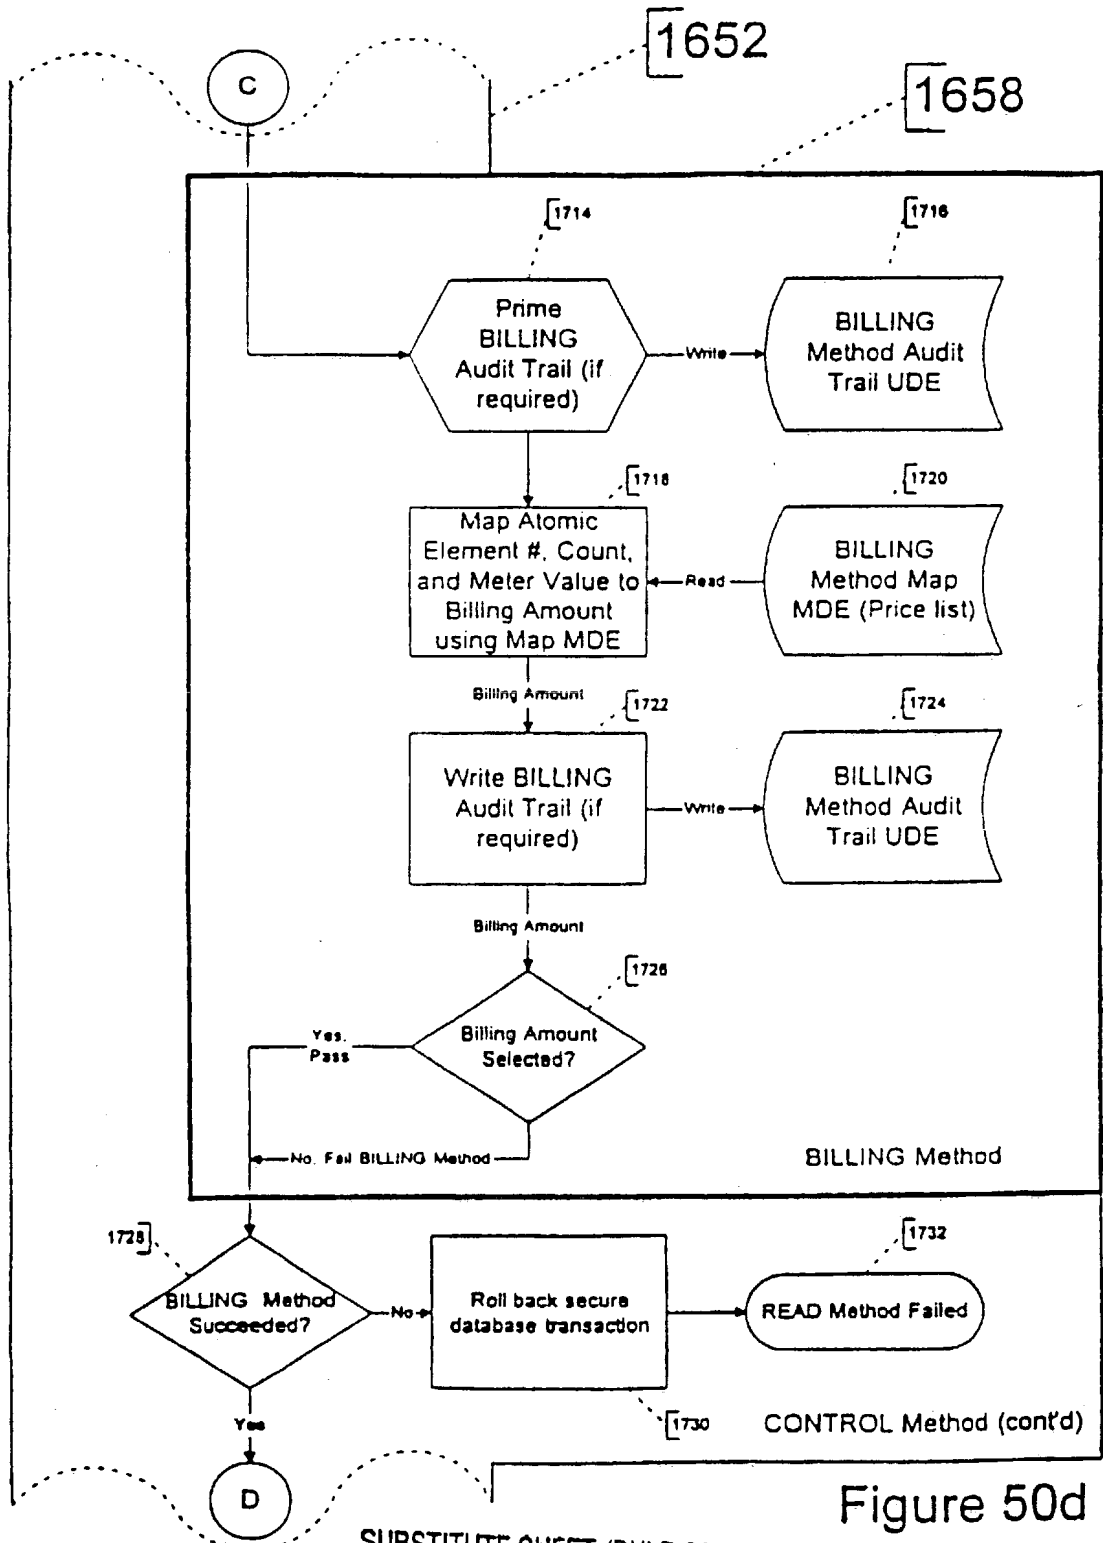 1652
C
1658
1714
1716
Prime
BILLING
Audit Trail (if
required)
Write
BILLING
Method Audit
Trail UDE
1718
1720
Map Atomic
Element #, Count,
and Meter Value to
Billing Amount
using Map MDE
Read
BILLING
Method Map
MDE (Price list)
Billing Amount
1722
1724
Write BILLING
Audit Trail (if
required)
Write
BILLING
Method Audit
Trail UDE
Billing Amount
1726
Billing Amount
Selected?
Yes,
Pass
No, Fail BILLING Method
BILLING Method
1728
1732
BILLING Method
Succeeded?
No
Roll back secure
database transaction
READ Method Failed
Yes
1730
CONTROL Method (cont'd)
D
Figure 50d
SUBSTITUTE SHEET